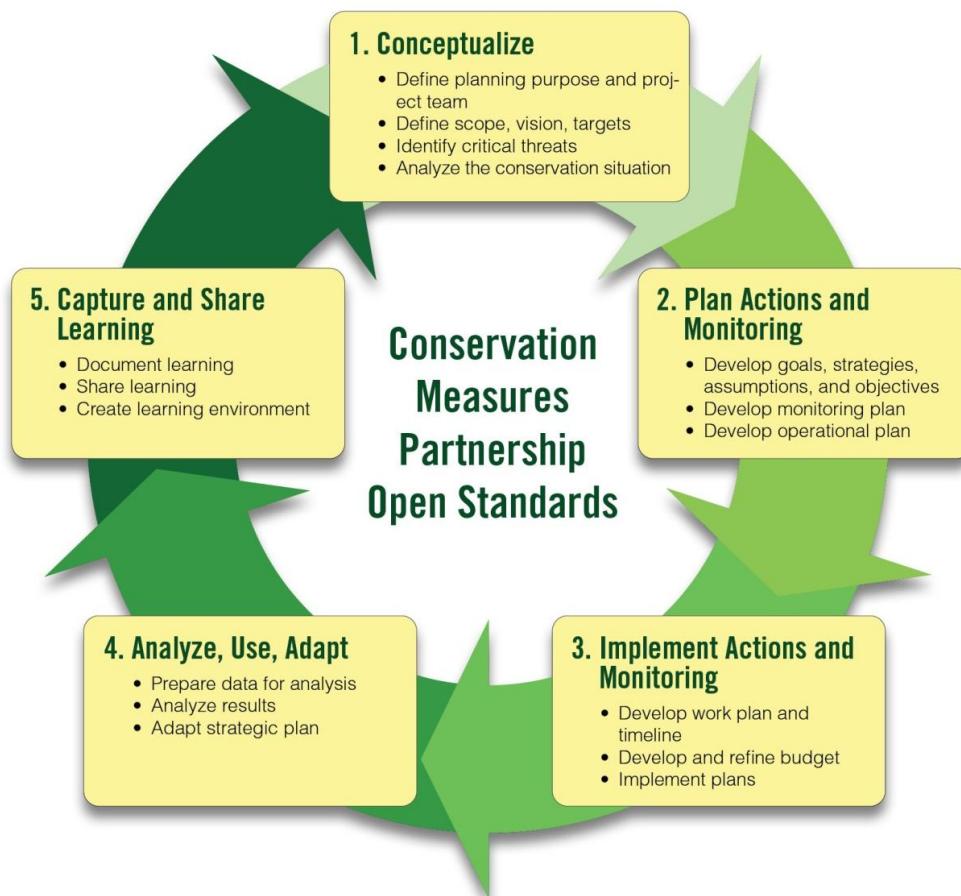 1. Conceptualize
• Define planning purpose and proj-
ect team
• Define scope, vision, targets
• Identify critical threats
• Analyze the conservation situation
2. Plan Actions and
Monitoring
• Develop goals, strategies,
assumptions, and objectives
• Develop monitoring plan
• Develop operational plan
3. Implement Actions and
Monitoring
• Develop work plan and
timeline
• Develop and refine budget
• Implement plans
4. Analyze, Use, Adapt
• Prepare data for analysis
• Analyze results
• Adapt strategic plan
5. Capture and Share
Learning
• Document learning
• Share learning
• Create learning environment
Conservation
Measures
Partnership
Open Standards